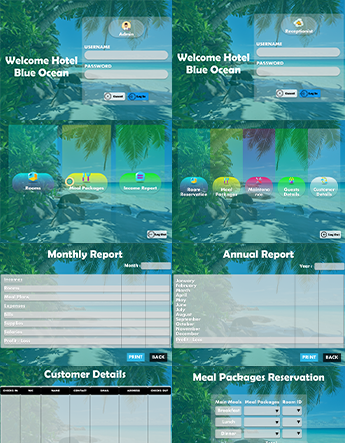 Admin
USERNAME
Welcome Hotel
Blue Ocean
PASSWORD
Cancel
Log In
Receptionist
USERNAME
Welcome Hotel
Blue Ocean
PASSWORD
Cancel
Log In
Rooms
Meal Packages
Income Report
Log Out
Room Reservation
Meal Packages
Maintenance
Guests Details
Customer Details
Log Out
Monthly Report
Month :
Incomes
Rooms
Meal Plans
Expenses
Bills
Supplies
Salaries
Profit / Loss
PRINT
BACK
Annual Report
Year :
January
February
March
April
May
June
July
August
September
October
November
December
Profit / Loss
PRINT
BACK
Customer Details
CHECKS IN
NIC
NAME
CONTACT
EMAIL
ADDRESS
CHECKS OUT
Meal Packages Reservation
Main Meals
Meal Packages
Room ID
Breakfast
Lunch
Dinner